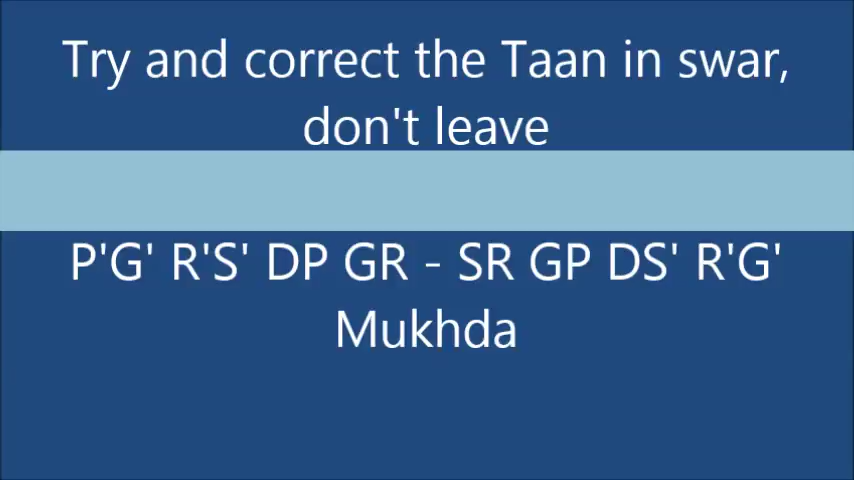 Try and correct the Taan in swar,
don't leave
P'G' R'S' DP GR - SR GP DS' R'G'
Mukhda